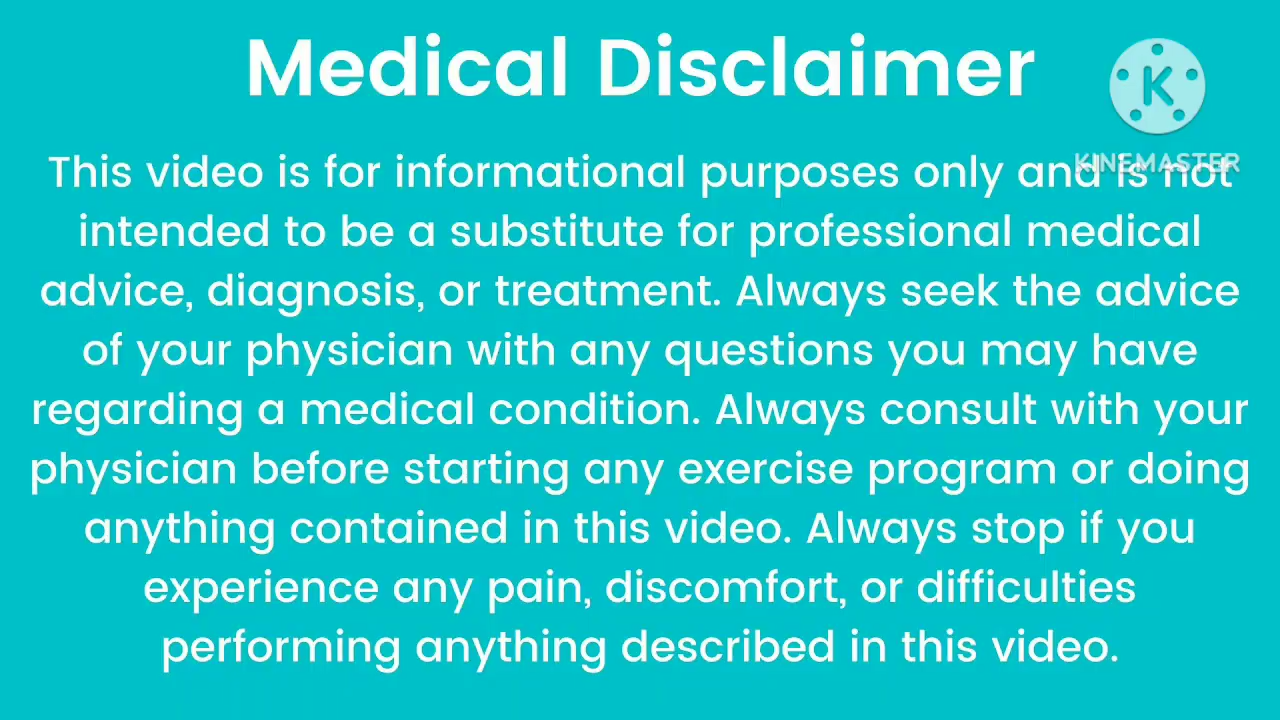 Medical Disclaimer
K
KINEMASTER
This video is for informational purposes only and is not
intended to be a substitute for professional medical
advice, diagnosis, or treatment. Always seek the advice
of your physician with any questions you may have
regarding a medical condition. Always consult with your
physician before starting any exercise program or doing
anything contained in this video. Always stop if you
experience any pain, discomfort, or difficulties
performing anything described in this video.